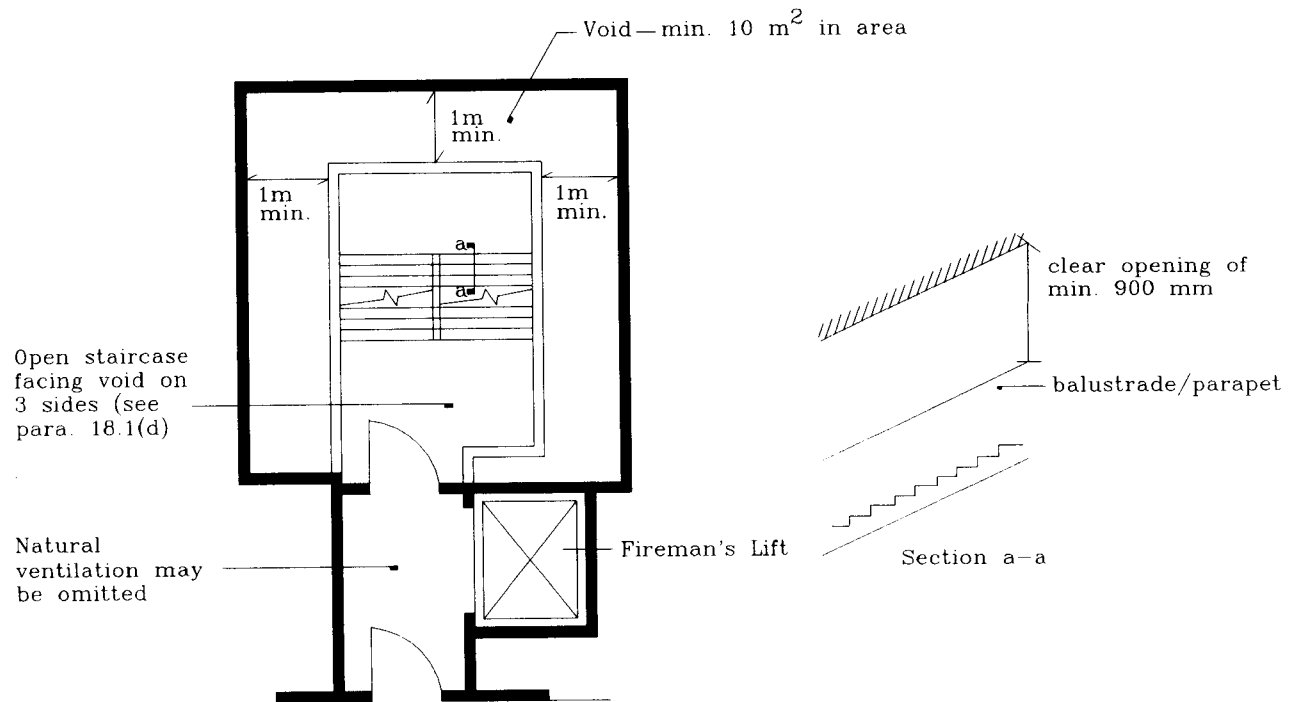 Void—min. 10 m² in area
1m
min.
1m
min.
1m
min.
a
a
Open staircase
facing void on
3 sides (see
para. 18.1(d)
Natural
ventilation may
be omitted
Fireman's Lift
clear opening of
min. 900 mm
balustrade/parapet
Section a-a